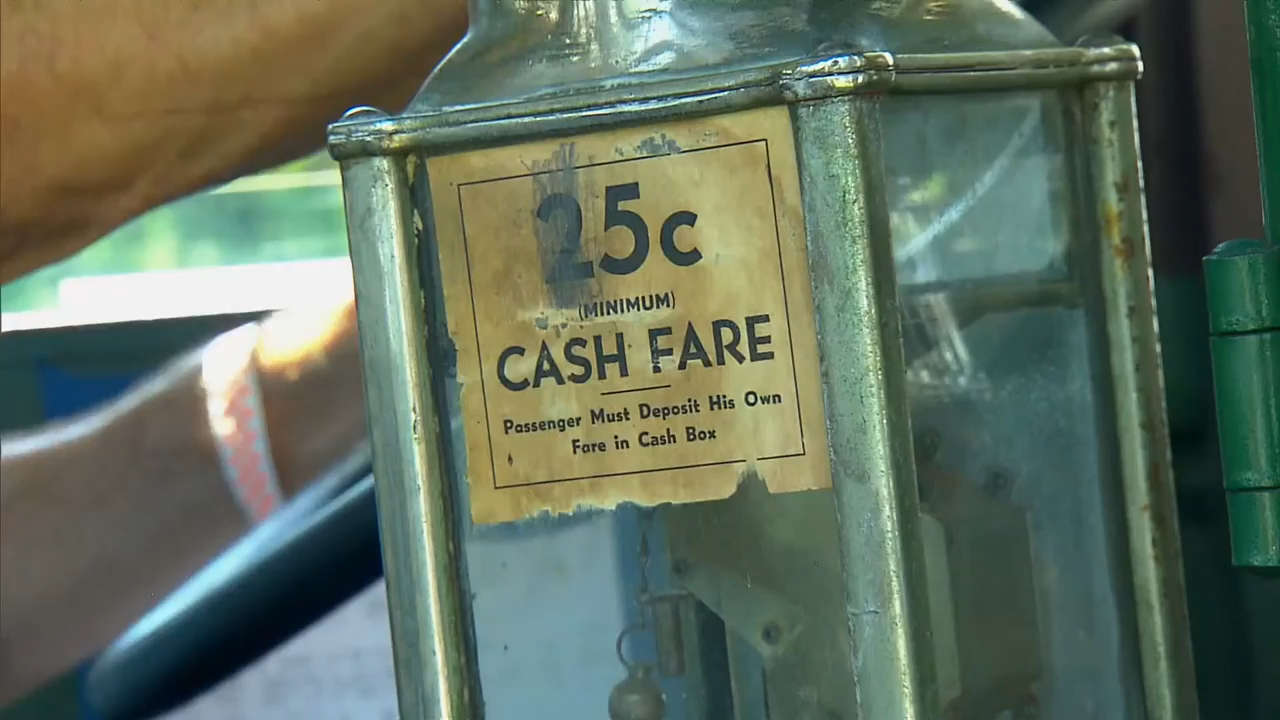 25c
(MINIMUM)
CASH FARE
Passenger Must Deposit His Own
Fare in Cash Box